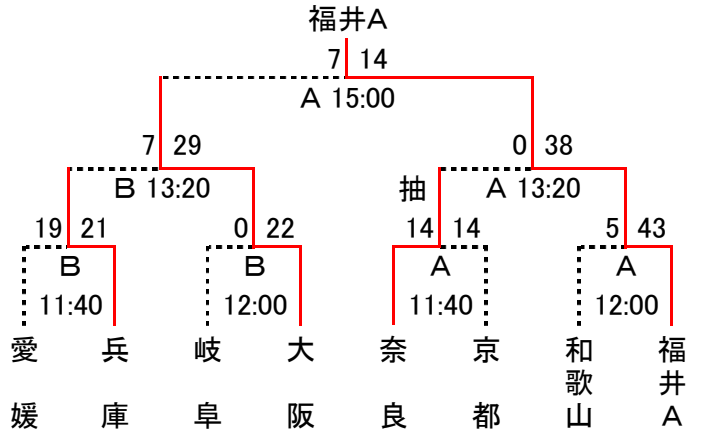 福井A
7 14
A 15:00
7 29
0 38
B 13:20
抽
A 13:20
19 21
0 22
14 14
5 43
B
B
A
A
11:40
12:00
11:40
12:00
愛媛
兵庫
岐阜
大阪
奈良
京都
和歌山
福井A